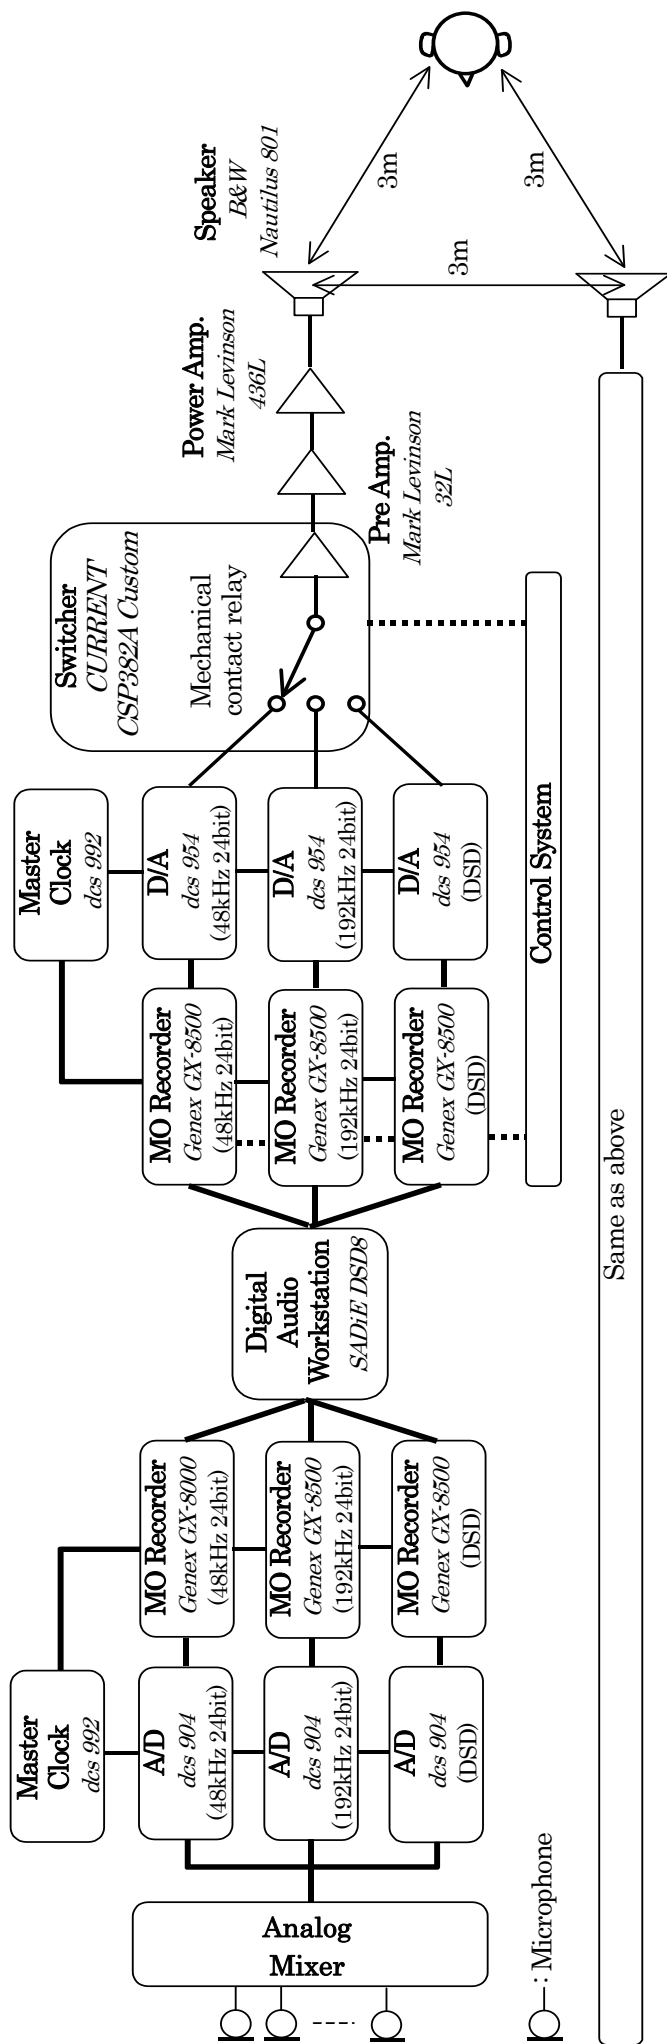 Analog
Mixer
: Microphone
Master
Clock
dcs 992
A/D
dcs 904
(48kHz 24bit)
A/D
dcs 904
(192kHz 24bit)
A/D
dcs 904
(DSD)
MO Recorder
Genex GX-8000
(48kHz 24bit)
MO Recorder
Genex GX-8500
(192kHz 24bit)
MO Recorder
Genex GX-8500
(DSD)
Digital
Audio
Workstation
SADiE DSD8
MO Recorder
Genex GX-8500
(48kHz 24bit)
MO Recorder
Genex GX-8500
(192kHz 24bit)
MO Recorder
Genex GX-8500
(DSD)
Master
Clock
dcs 992
D/A
dcs 954
(48kHz 24bit)
D/A
dcs 954
(192kHz 24bit)
D/A
dcs 954
(DSD)
Control System
Same as above
Switcher
CURRENT
CSP382A Custom
Mechanical
contact relay
Pre Amp.
Mark Levinson
32L
Power Amp.
Mark Levinson
436L
Speaker
B&W
Nautilus 801
3m
3m
3m